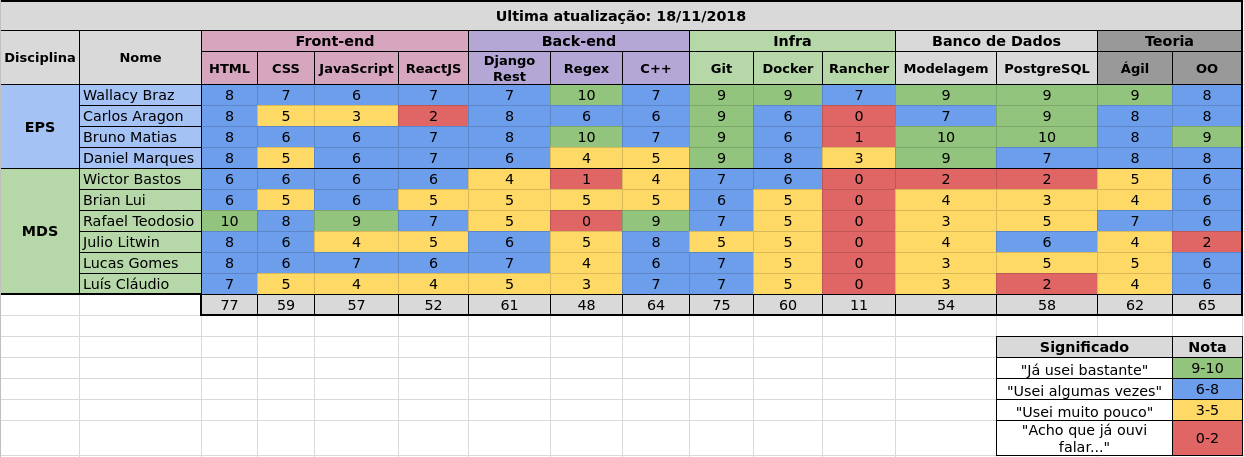 Ultima atualização: 18/11/2018
Disciplina Nome Front-end Back-end Infra Banco de Dados Teoria
HTML CSS JavaScript ReactJS Django Rest Regex C++ Git Docker Rancher Modelagem PostgreSQL Ágil OO
EPS
Wallacy Braz 8 7 6 7 7 10 7 9 9 7 9 9 9 8
Carlos Aragon 8 5 3 2 8 6 6 9 6 0 7 9 8 8
Bruno Matias 8 6 6 7 8 10 7 9 6 1 10 10 8 9
Daniel Marques 8 5 6 7 6 4 5 9 8 3 9 7 8 8
MDS
Wictor Bastos 6 6 6 6 4 1 4 7 6 0 2 2 5 6
Brian Lui 6 5 6 5 5 5 5 6 5 0 4 3 4 6
Rafael Teodosio 10 8 9 7 5 0 9 7 5 0 3 5 7 6
Julio Litwin 8 6 4 5 6 5 8 5 5 0 4 6 4 2
Lucas Gomes 8 6 7 6 7 4 6 7 5 0 3 5 5 6
Luís Cláudio 7 5 4 4 5 3 7 7 5 0 3 2 4 6
77 59 57 52 61 48 64 75 60 11 54 58 62 65
Significado Nota
"Já usei bastante" 9-10
"Usei algumas vezes" 6-8
"Usei muito pouco" 3-5
"Acho que já ouvi
falar..." 0-2